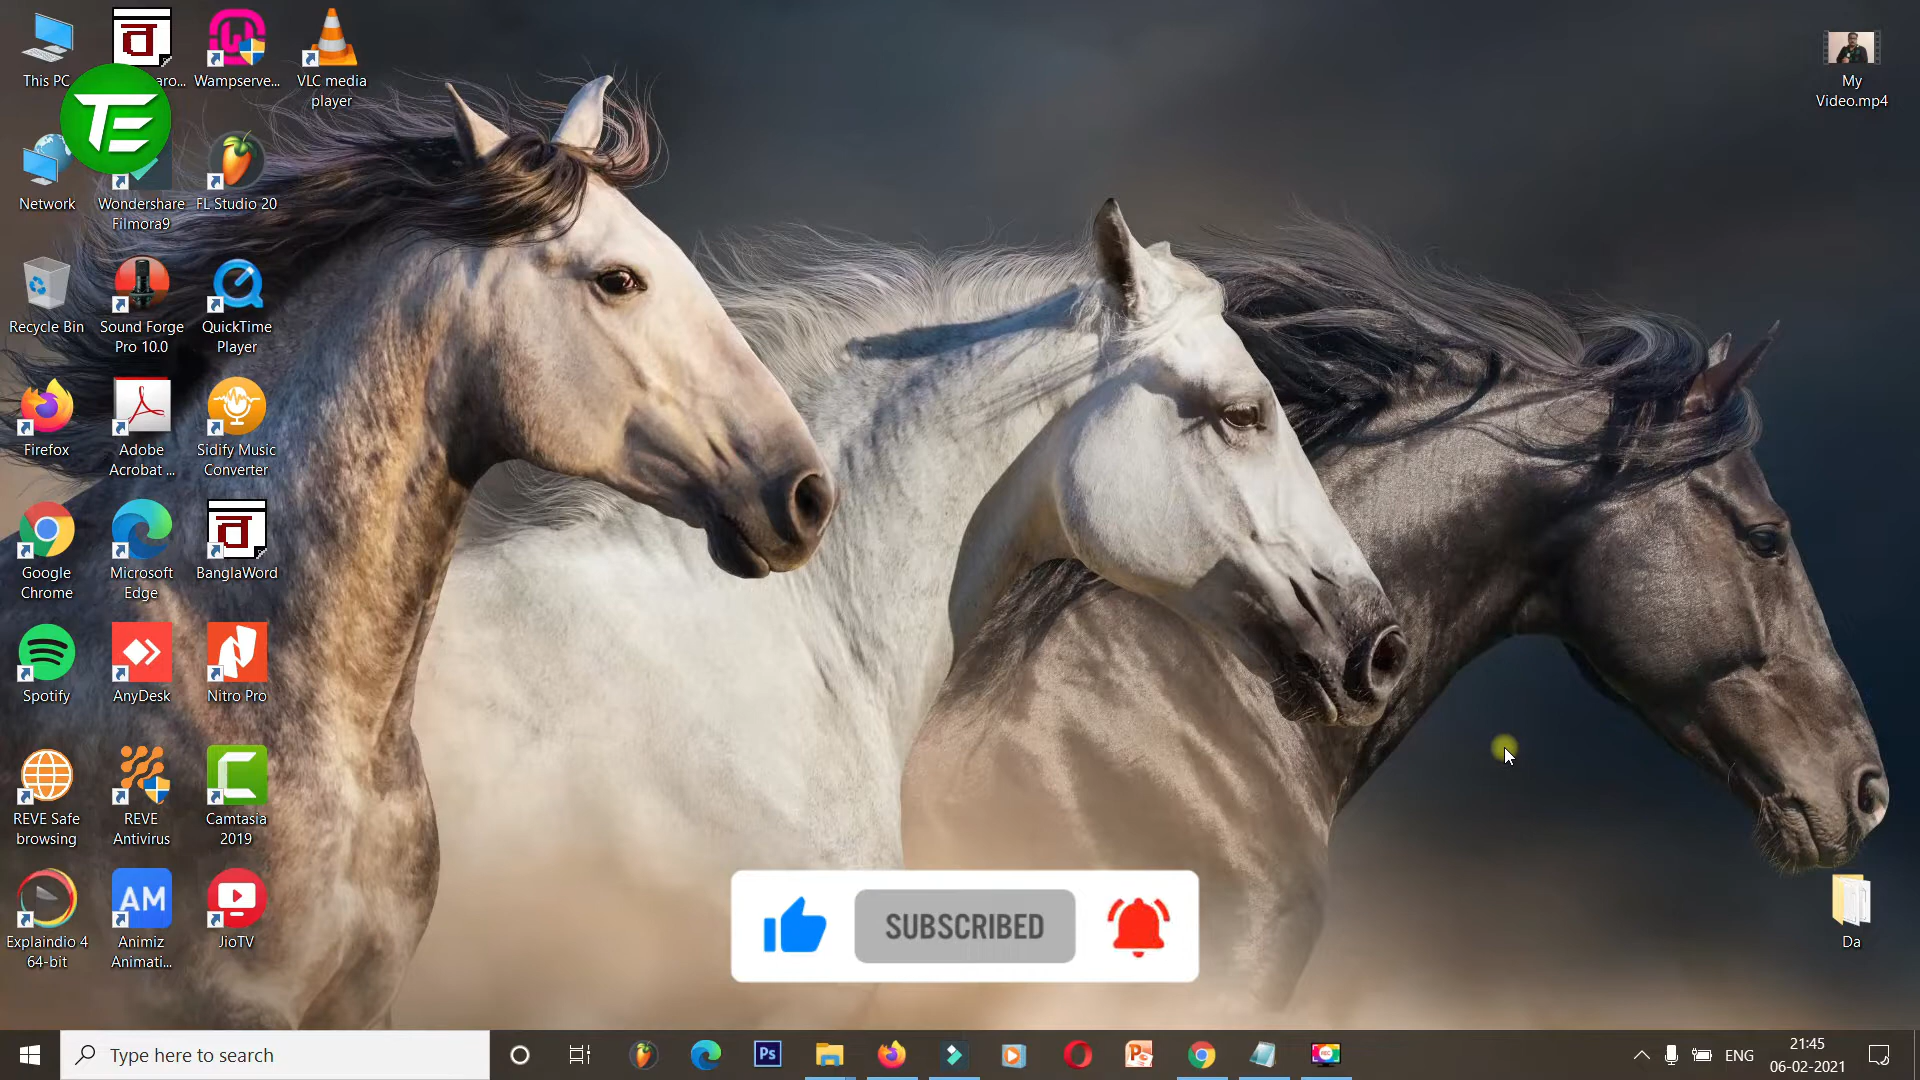 This PC
aro...
Wampserve...
VLC media
player
My
Video.mp4
TE
Network
Wondershare
Filmora9
FL Studio 20
Recycle Bin
Sound Forge
Pro 10.0
QuickTime
Player
Firefox
Adobe
Acrobat ...
Sidify Music
Converter
Google
Chrome
Microsoft
Edge
BanglaWord
Spotify
AnyDesk
Nitro Pro
REVE Safe
browsing
REVE
Antivirus
Camtasia
2019
AM
Explaindio 4
64-bit
Animiz
Animati...
JioTV
SUBSCRIBED
Da
Type here to search
Ps
ENG
21:45
06-02-2021